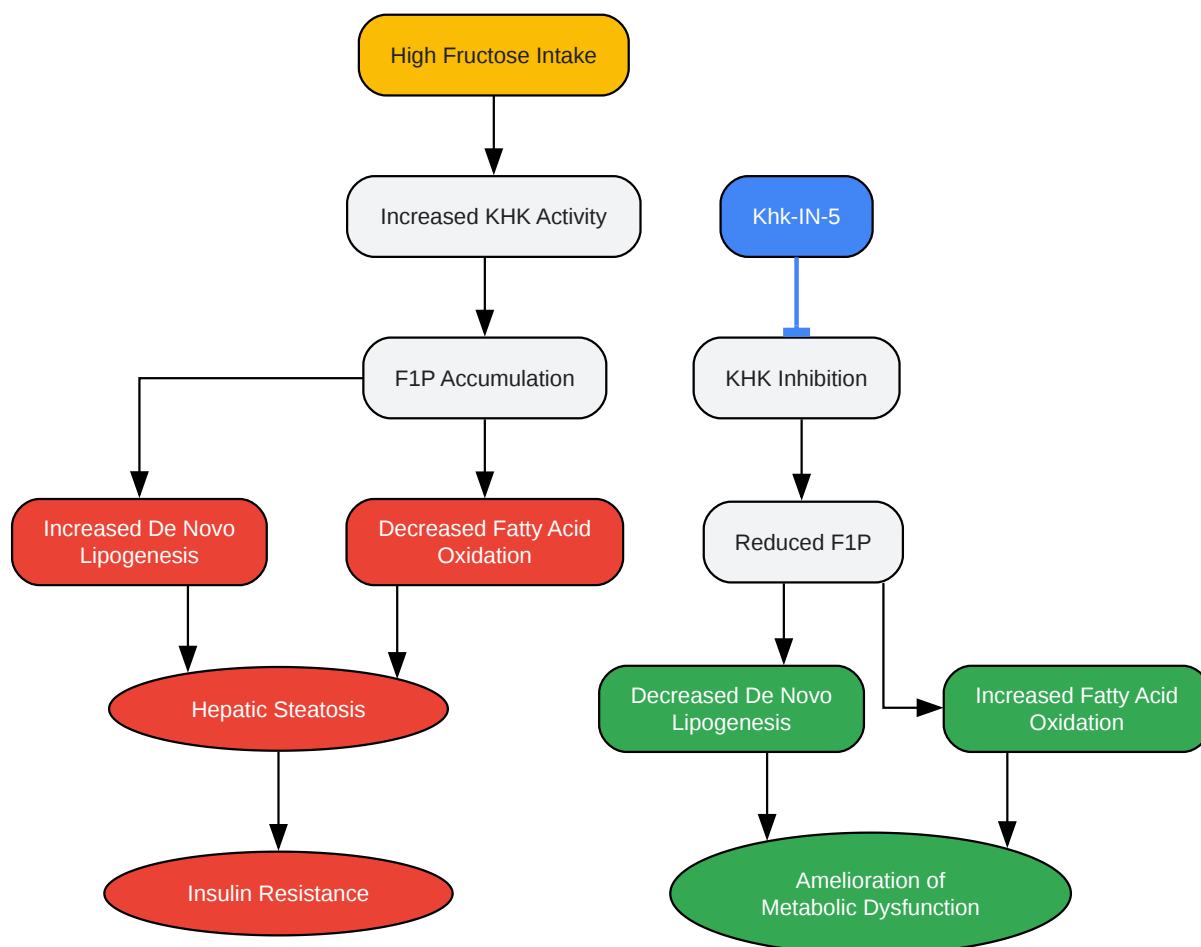 High Fructose Intake
Increased KHK Activity
Khk-IN-5
F1P Accumulation
KHK Inhibition
Increased De Novo
Lipogenesis
Decreased Fatty Acid
Oxidation
Reduced F1P
Hepatic Steatosis
Decreased De Novo
Lipogenesis
Increased Fatty Acid
Oxidation
Insulin Resistance
Amelioration of
Metabolic Dysfunction